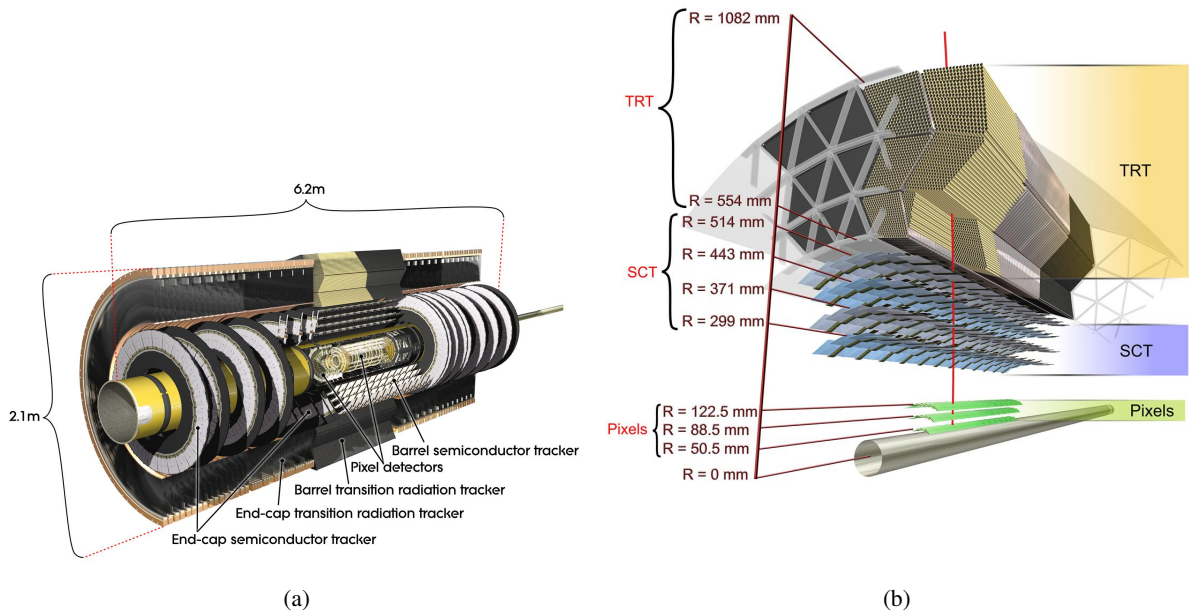 6.2m
2.1m
Barrel semiconductor tracker
Pixel detectors
Barrel transition radiation tracker
End-cap transition radiation tracker
End-cap semiconductor tracker
(a)
R = 1082 mm
TRT
TRT
R = 554 mm
R = 514 mm
R = 443 mm
SCT
R = 371 mm
R = 299 mm
SCT
R = 122.5 mm
Pixels
R = 88.5 mm
Pixels
R = 50.5 mm
R = 0 mm
(b)